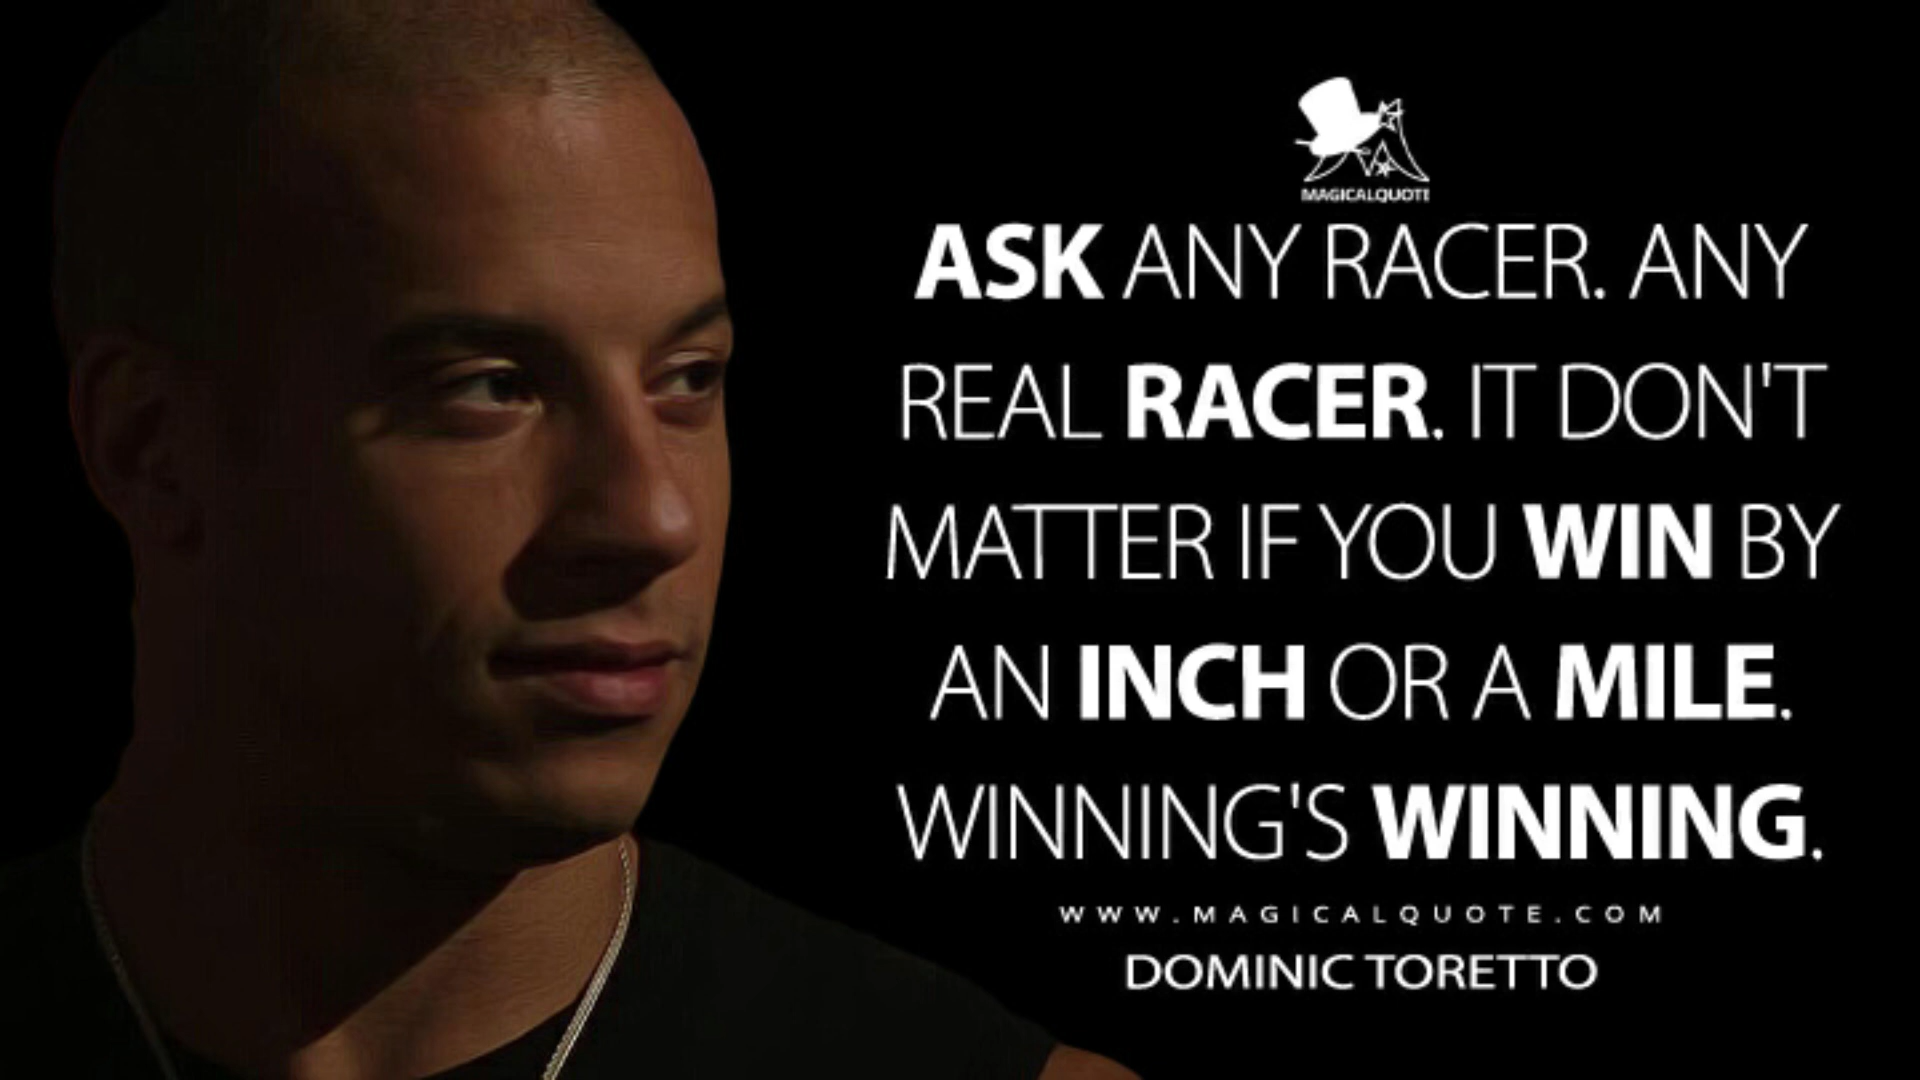 MAGICALQUOTE
ASK ANY RACER. ANY
REAL RACER. IT DON'T
MATTER IF YOU WIN BY
AN INCH OR A MILE.
WINNING'S WINNING.
WWW.MAGICALQUOTE.COM
DOMINIC TORETTO